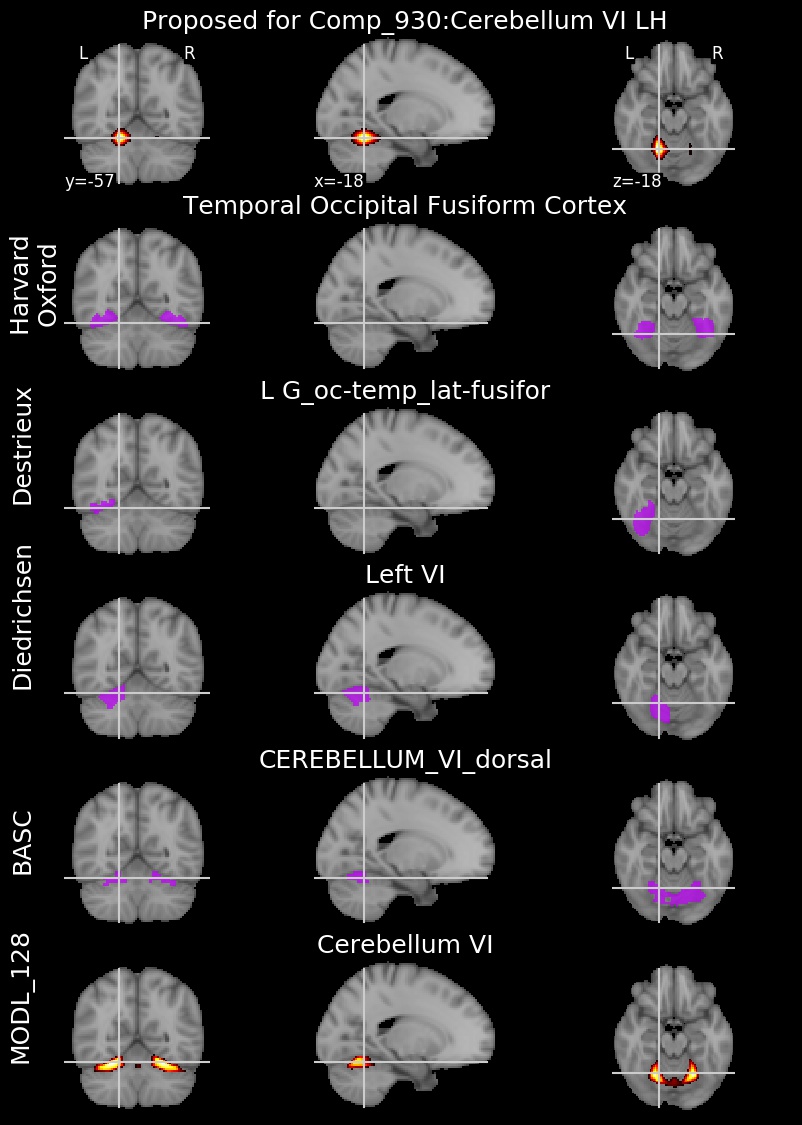 Proposed for Comp_930:Cerebellum VI LH
L R L R
y=-57 x=-18 z=-18
Temporal Occipital Fusiform Cortex
Harvard
Oxford
L G_oc-temp_lat-fusifor
Destrieux
Left VI
Diedrichsen
CEREBELLUM_VI_dorsal
BASC
Cerebellum VI
MODL_128